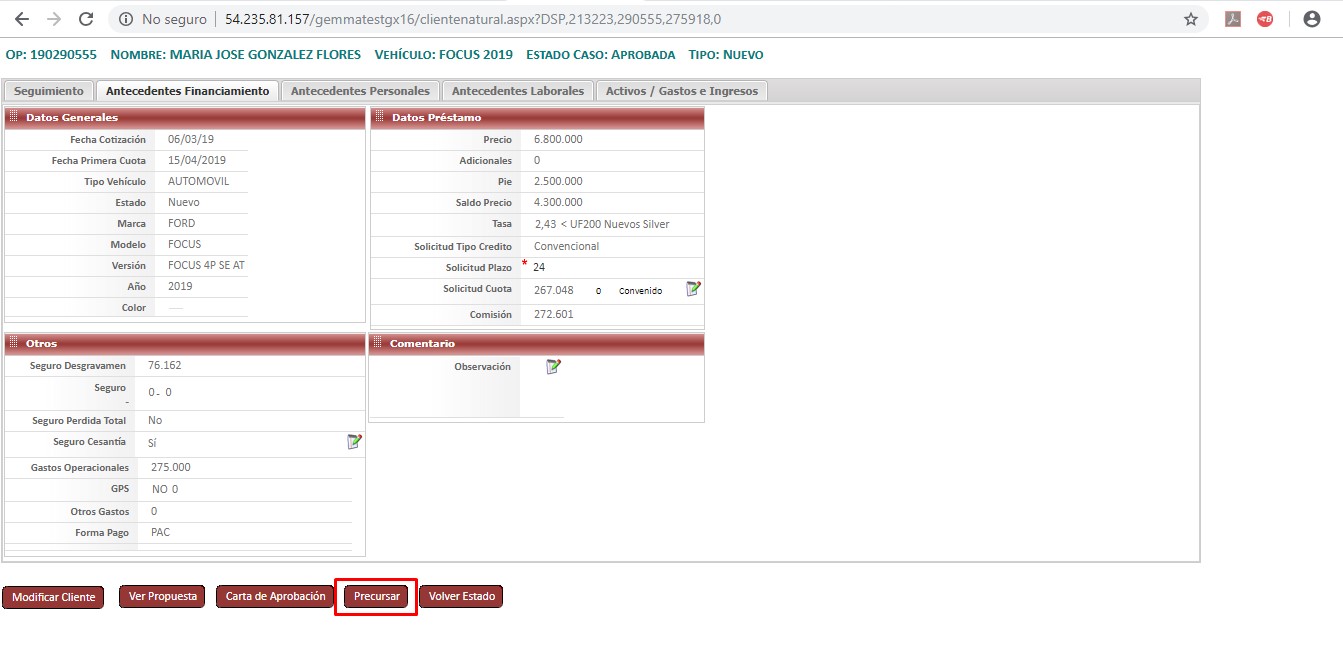 No seguro | 54.235.81.157/gemmatestgx16/clientenatural.aspx?DSP,213223,290555,275918,0
OP: 190290555 NOMBRE: MARIA JOSE GONZALEZ FLORES VEHÍCULO: FOCUS 2019 ESTADO CASO: APROBADA TIPO: NUEVO
Seguimiento Antecedentes Financiamiento Antecedentes Personales Antecedentes Laborales Activos / Gastos e Ingresos
Datos Generales
Fecha Cotización 06/03/19
Fecha Primera Cuota 15/04/2019
Tipo Vehículo AUTOMOVIL
Estado Nuevo
Marca FORD
Modelo FOCUS
Versión FOCUS 4P SE AT
Año 2019
Color
Datos Préstamo
Precio 6.800.000
Adicionales 0
Pie 2.500.000
Saldo Precio 4.300.000
Tasa 2,43 < UF200 Nuevos Silver
Solicitud Tipo Credito Convencional
Solicitud Plazo * 24
Solicitud Cuota 267.048 0 Convenido
Comisión 272.601
Otros
Seguro Desgravamen 76.162
Seguro 0 - 0
-
Seguro Perdida Total No
Seguro Cesantía Sí
Gastos Operacionales 275.000
GPS NO 0
Otros Gastos 0
Forma Pago PAC
Comentario
Observación
Modificar Cliente Ver Propuesta Carta de Aprobación Precursar Volver Estado